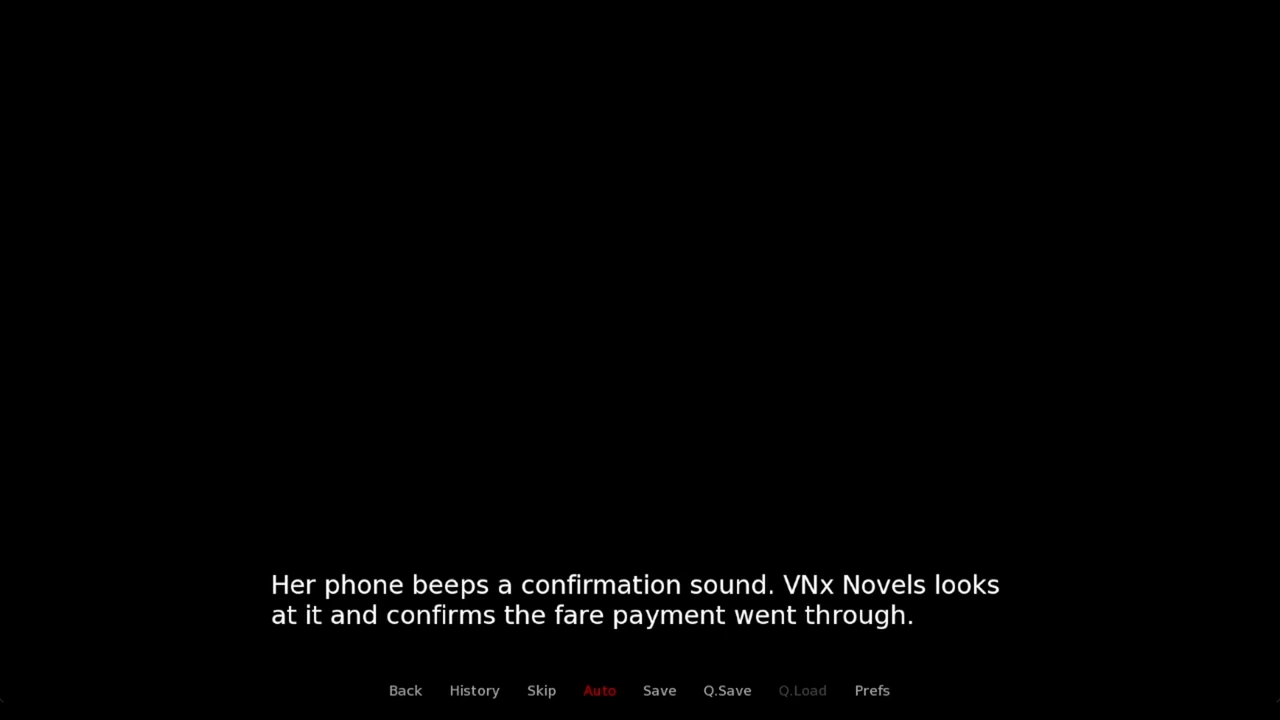 Her phone beeps a confirmation sound. VNx Novels looks
at it and confirms the fare payment went through.
Back History Skip Auto Save Q.Save Q.Load Prefs